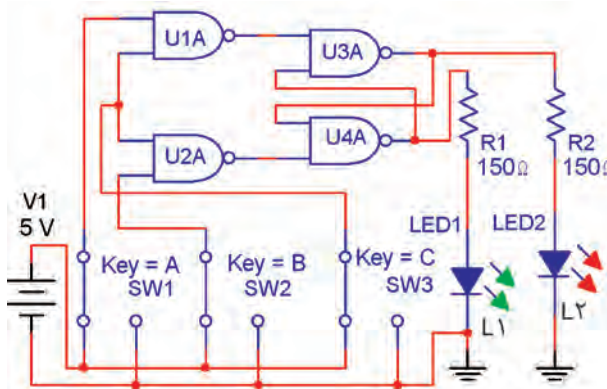 U1A
U3A
U2A
U4A
R1
150Ω
R2
150Ω
V1
5 V
LED1
LED2
Key = A
SW1
Key = B
SW2
Key = C
SW3
L۱
L۲